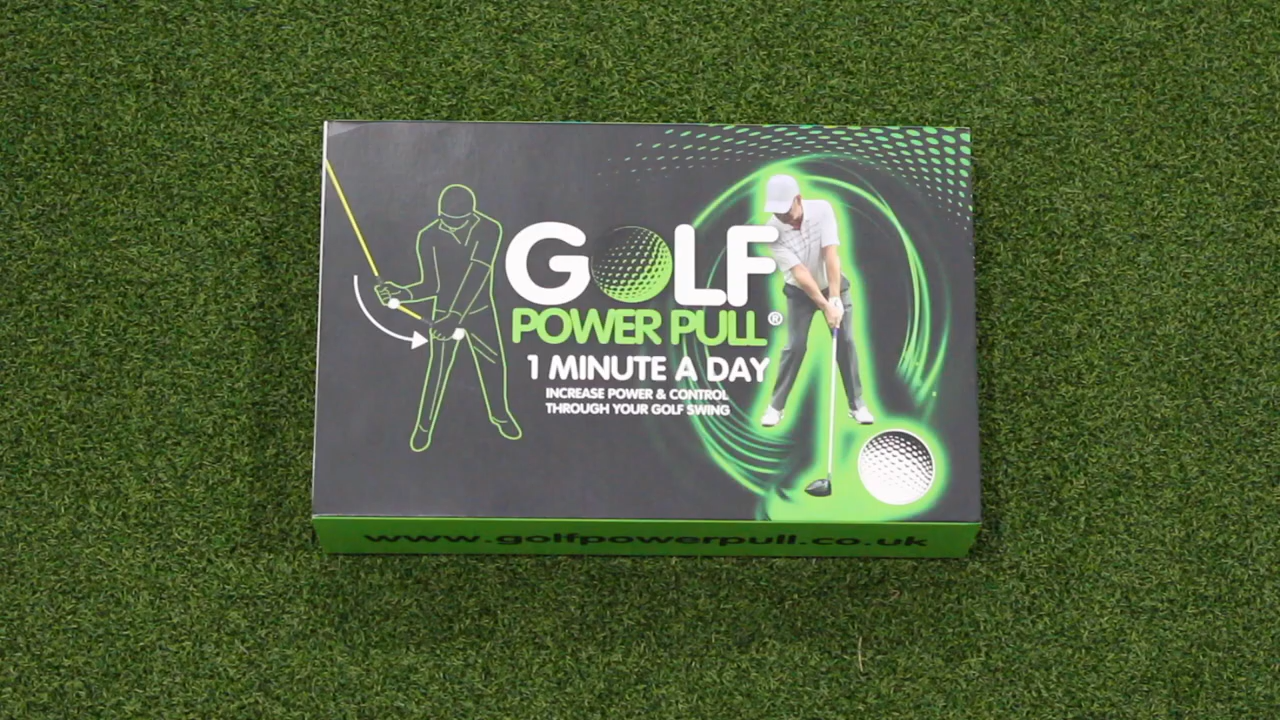 GOLF
POWER PULL®
1 MINUTE A DAY
INCREASE POWER & CONTROL
THROUGH YOUR GOLF SWING
www.golfpowerpull.co.uk